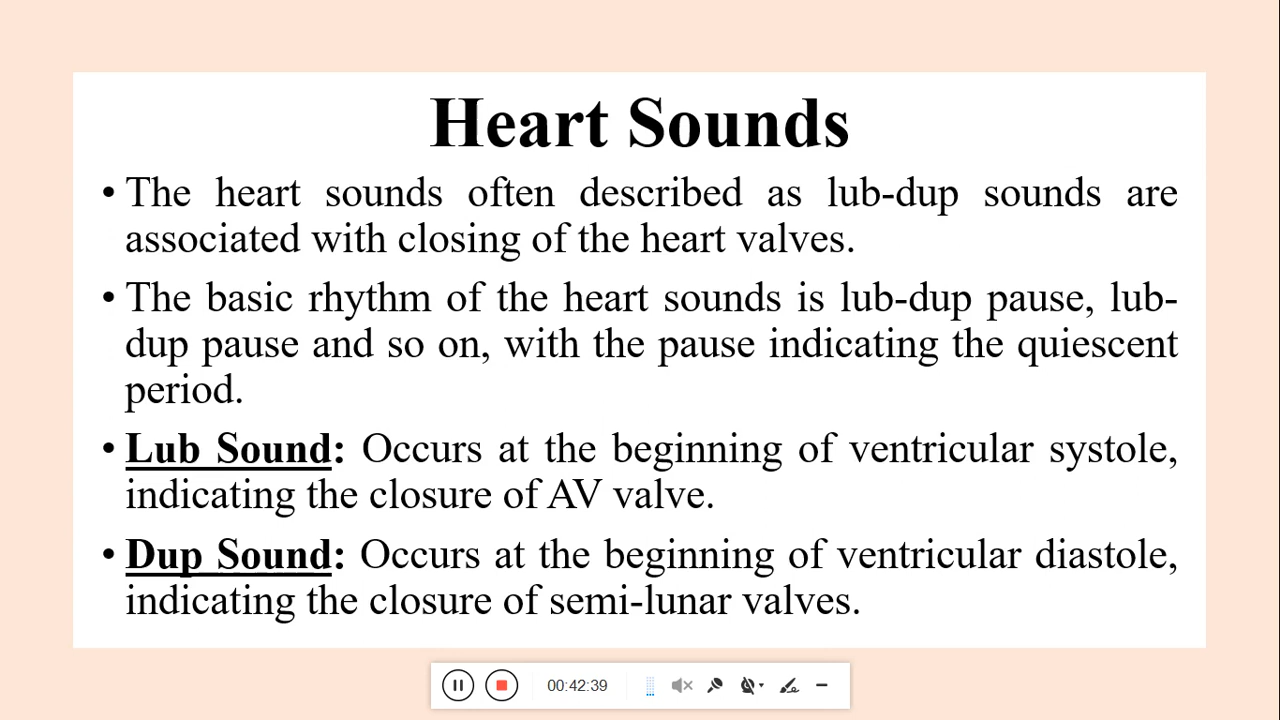 Heart Sounds
• The heart sounds often described as lub-dup sounds are
associated with closing of the heart valves.
• The basic rhythm of the heart sounds is lub-dup pause, lub-
dup pause and so on, with the pause indicating the quiescent
period.
• Lub Sound: Occurs at the beginning of ventricular systole,
indicating the closure of AV valve.
• Dup Sound: Occurs at the beginning of ventricular diastole,
indicating the closure of semi-lunar valves.
00:42:39